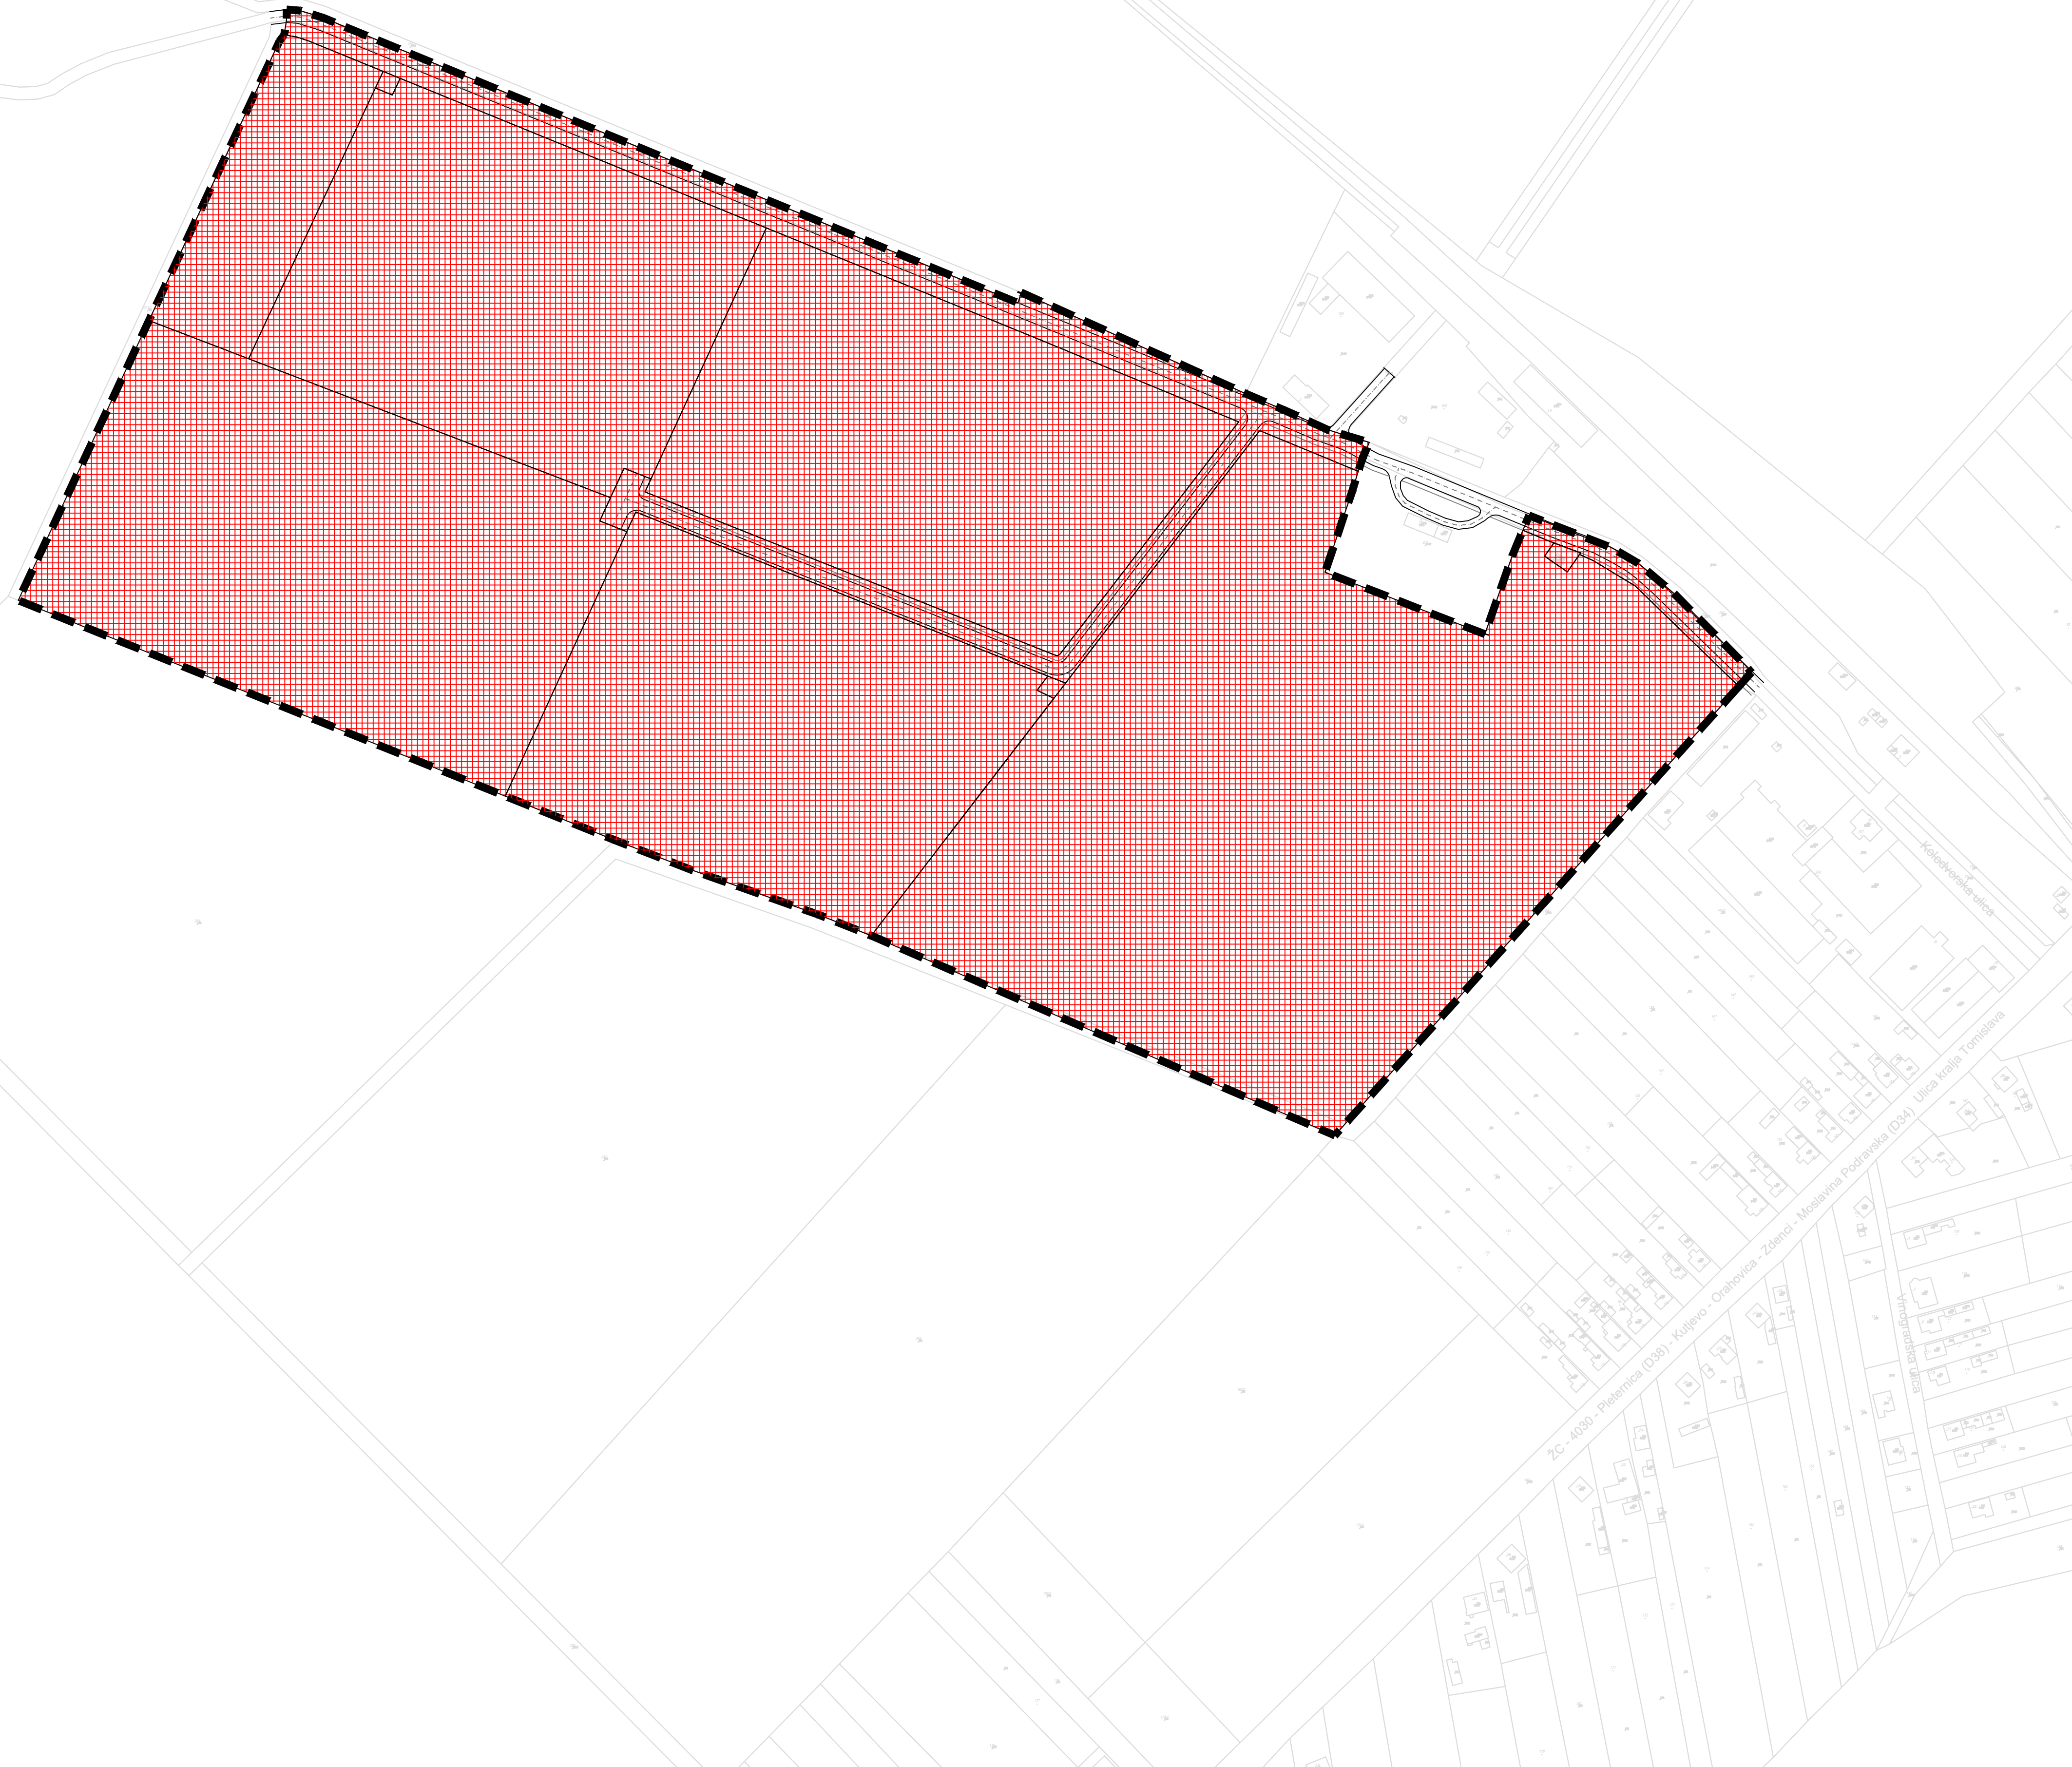 Kolodvorska ulica
ŽC - 4030 - Pleternica (D38) - Kutjevo - Orahovica - Zdenci - Moslavina Podravska (D34) Ulica kralja Tomislava
Vinogradska ulica